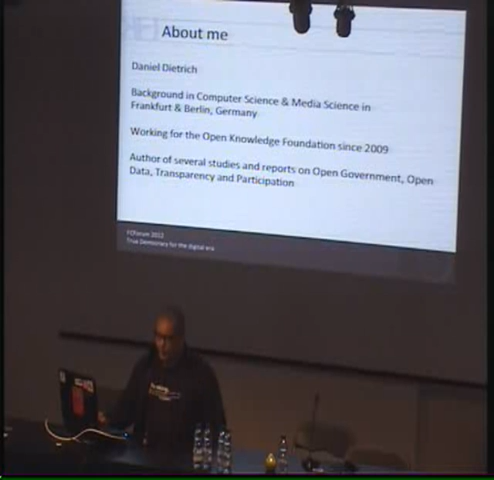 About me
Daniel Dietrich
Background in Computer Science & Media Science in
Frankfurt & Berlin, Germany
Working for the Open Knowledge Foundation since 2009
Author of several studies and reports on Open Government, Open
Data, Transparency and Participation
FCForum 2012
True Democracy for the digital era